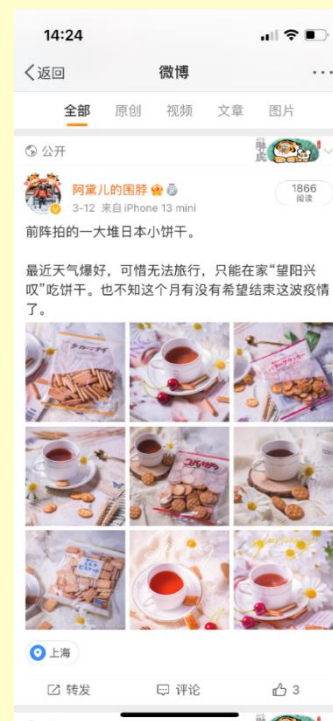 14:24
返回
微博
全部 原创 视频 文章 图片
公开
阿黛儿的围脖
1866
阅读
3-12 来自 iPhone 13 mini
前阵拍的一大堆日本小饼干。
最近天气爆好，可惜无法旅行，只能在家“望阳兴
叹”吃饼干。也不知这个月有没有希望结束这波疫情
了。
上海
转发
评论
3